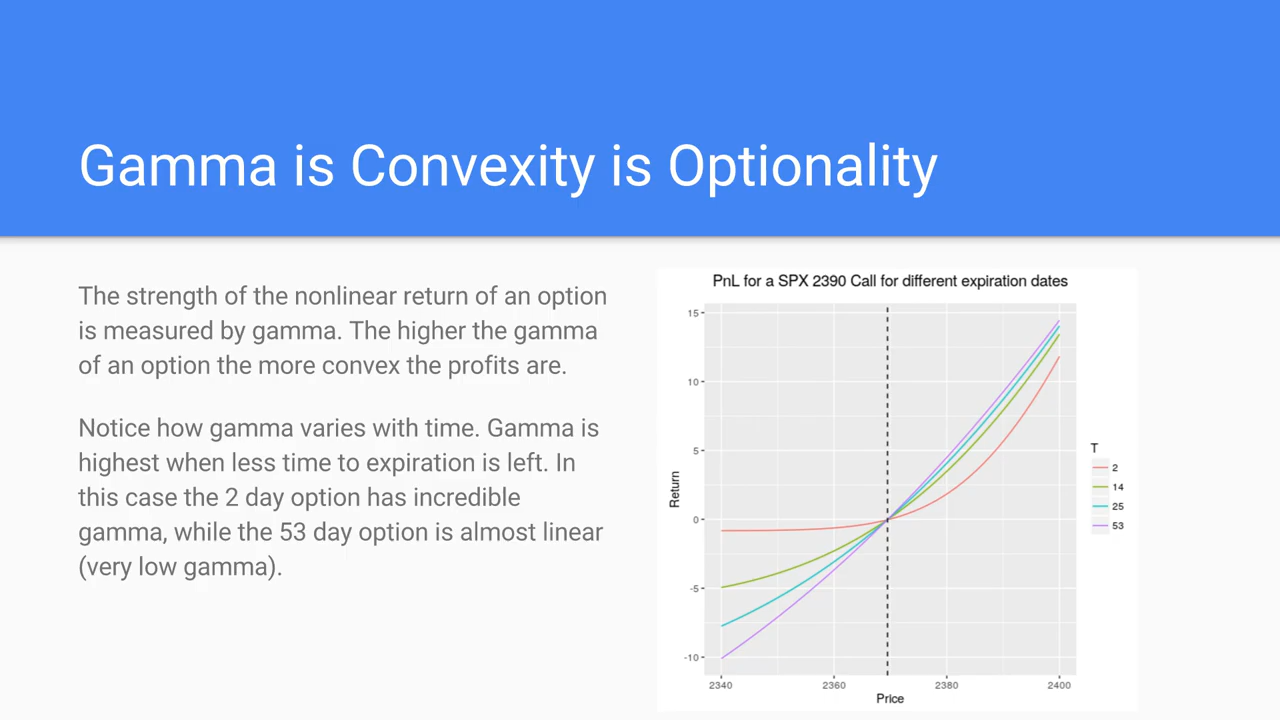 Gamma is Convexity is Optionality
The strength of the nonlinear return of an option
is measured by gamma. The higher the gamma
of an option the more convex the profits are.
Notice how gamma varies with time. Gamma is
highest when less time to expiration is left. In
this case the 2 day option has incredible
gamma, while the 53 day option is almost linear
(very low gamma).
PnL for a SPX 2390 Call for different expiration dates
15
10
5
0
-5
-10
Return
2340 2360 2380 2400
Price
T
2
14
25
53